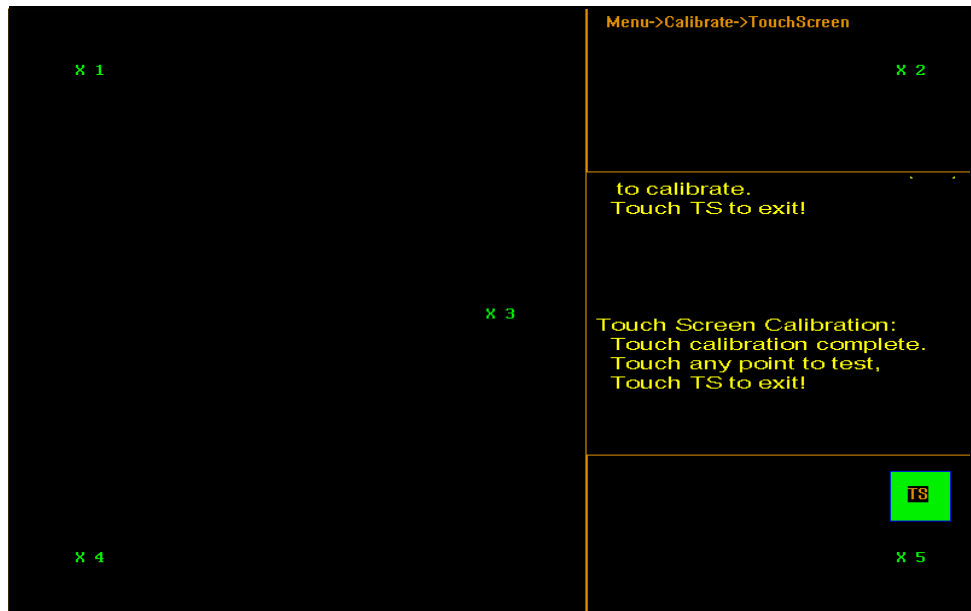 Menu->Calibrate->TouchScreen
X 1
X 2
to calibrate.
Touch TS to exit!
X 3
Touch Screen Calibration:
Touch calibration complete.
Touch any point to test,
Touch TS to exit!
TS
X 4
X 5